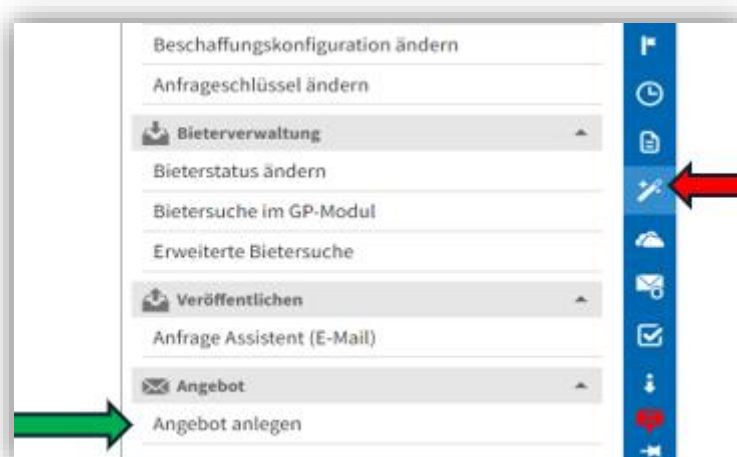 Beschaffungskonfiguration ändern
Anfrageschlüssel ändern
Bieterverwaltung
Bieterstatus ändern
Bietersuche im GP-Modul
Erweiterte Bietersuche
Veröffentlichen
Anfrage Assistent (E-Mail)
Angebot
Angebot anlegen